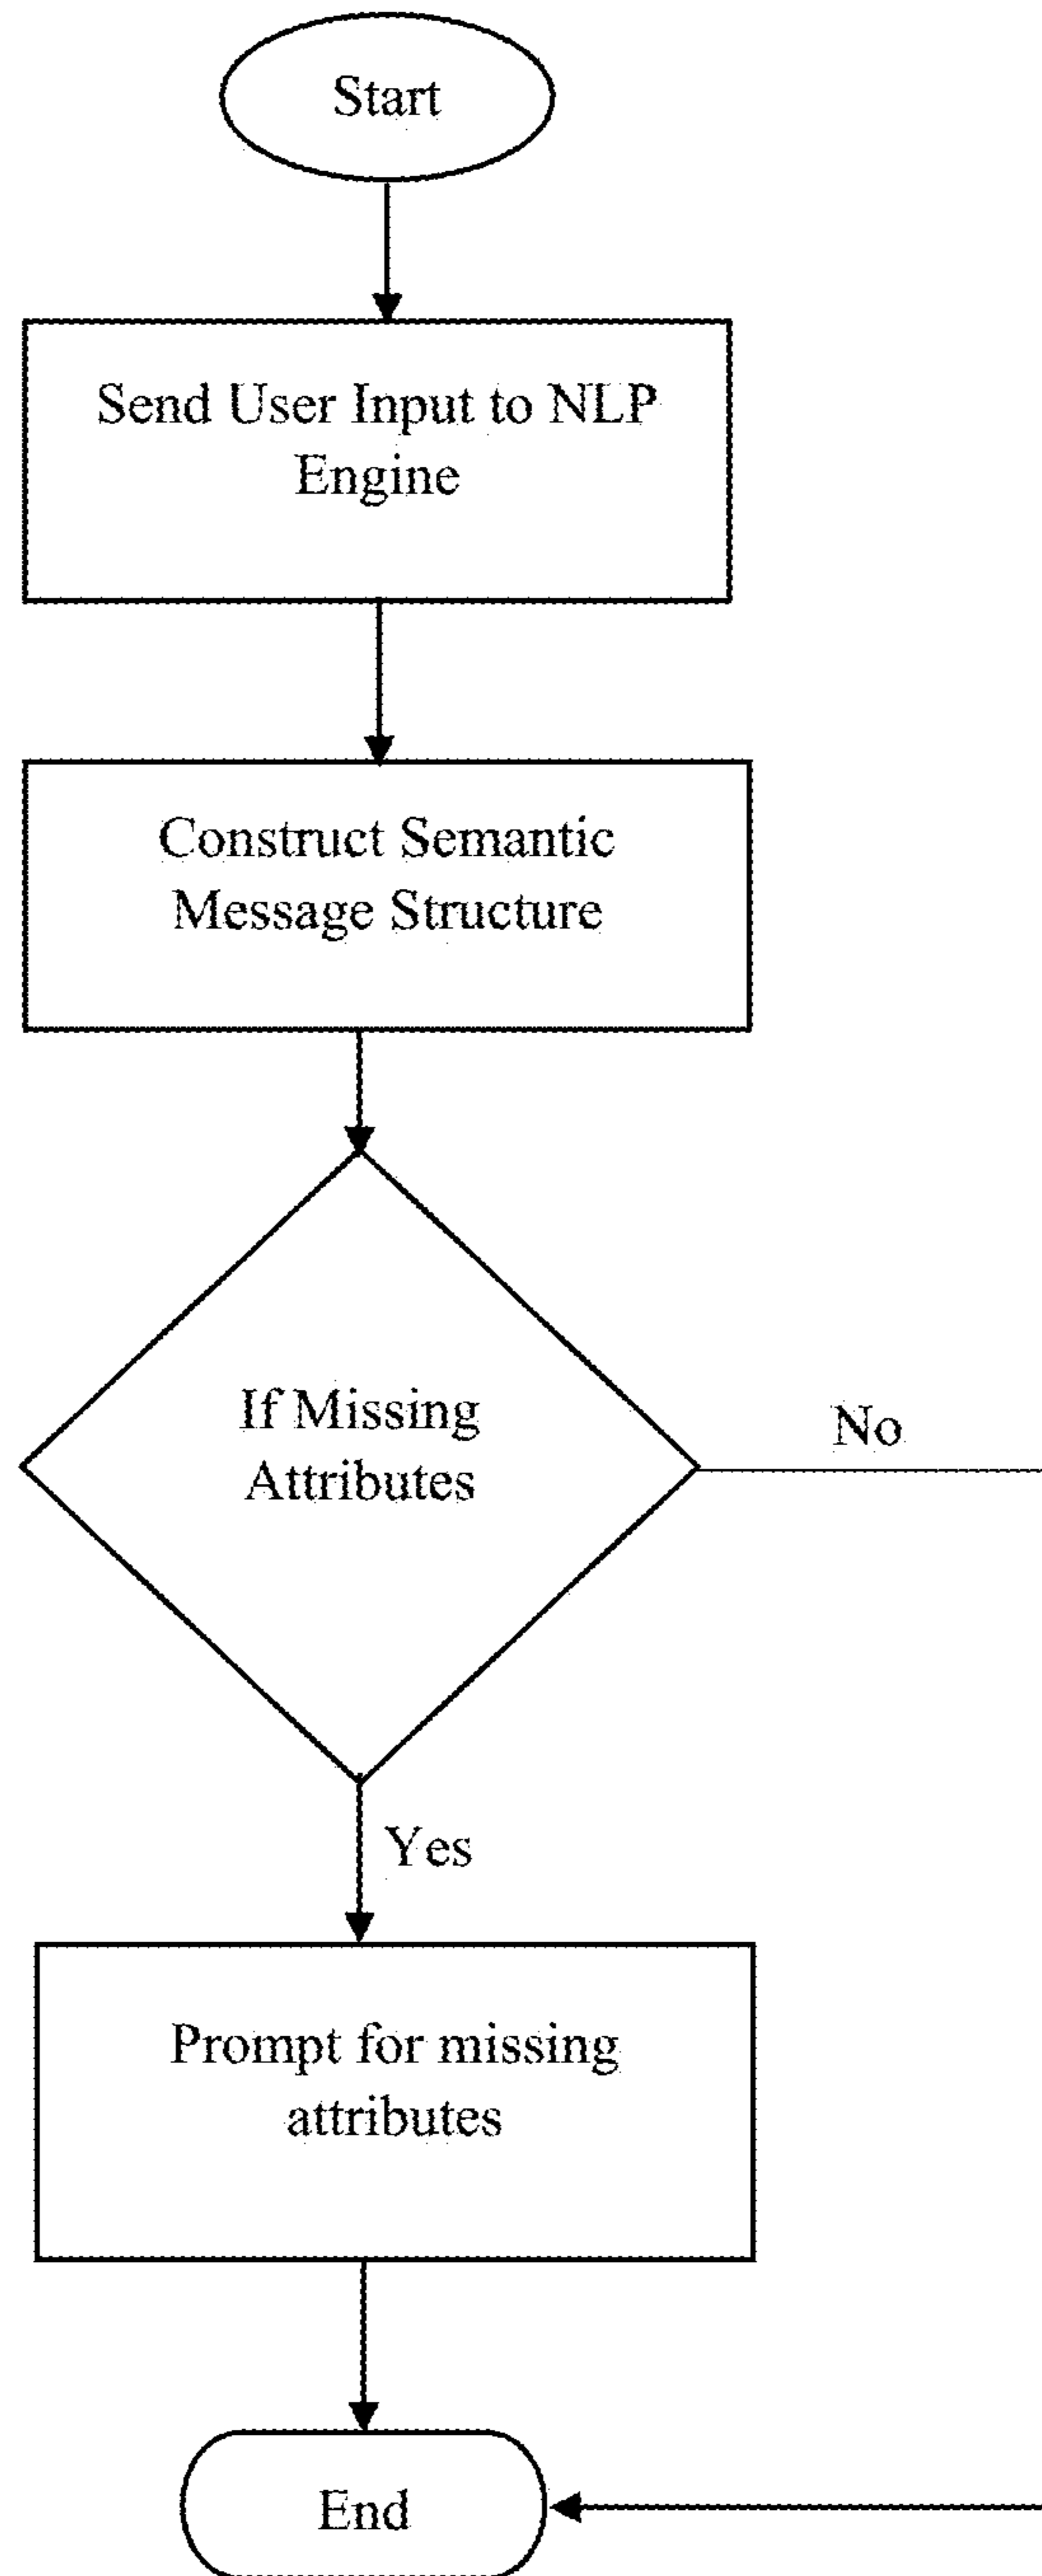 Start
Send User Input to NLP
Engine
Construct Semantic
Message Structure
If Missing
Attributes
No
Yes
Prompt for missing
attributes
End